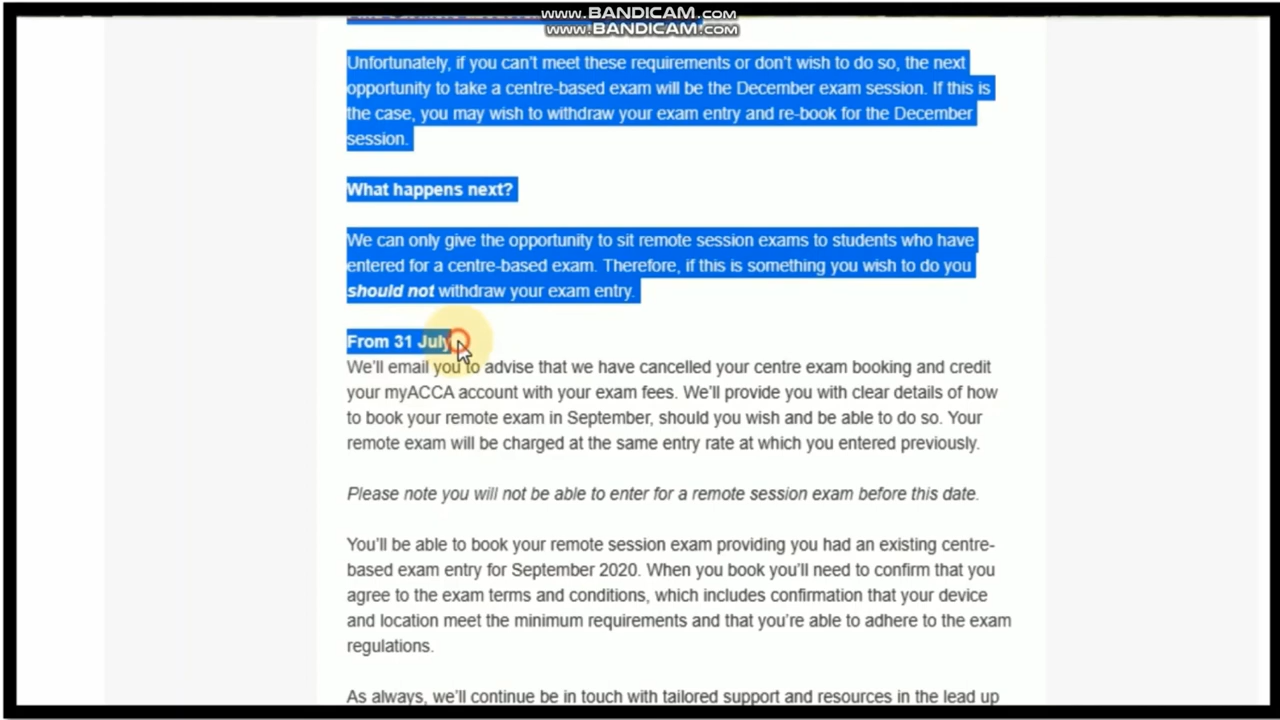 www.BANDICAM.com
www.BANDICAM.com
Unfortunately, if you can't meet these requirements or don't wish to do so, the next
opportunity to take a centre-based exam will be the December exam session. If this is
the case, you may wish to withdraw your exam entry and re-book for the December
session.
What happens next?
We can only give the opportunity to sit remote session exams to students who have
entered for a centre-based exam. Therefore, if this is something you wish to do you
should not withdraw your exam entry.
From 31 July
We'll email you to advise that we have cancelled your centre exam booking and credit
your myACCA account with your exam fees. We'll provide you with clear details of how
to book your remote exam in September, should you wish and be able to do so. Your
remote exam will be charged at the same entry rate at which you entered previously.
Please note you will not be able to enter for a remote session exam before this date.
You'll be able to book your remote session exam providing you had an existing centre-
based exam entry for September 2020. When you book you'll need to confirm that you
agree to the exam terms and conditions, which includes confirmation that your device
and location meet the minimum requirements and that you're able to adhere to the exam
regulations.
As always, we'll continue be in touch with tailored support and resources in the lead up